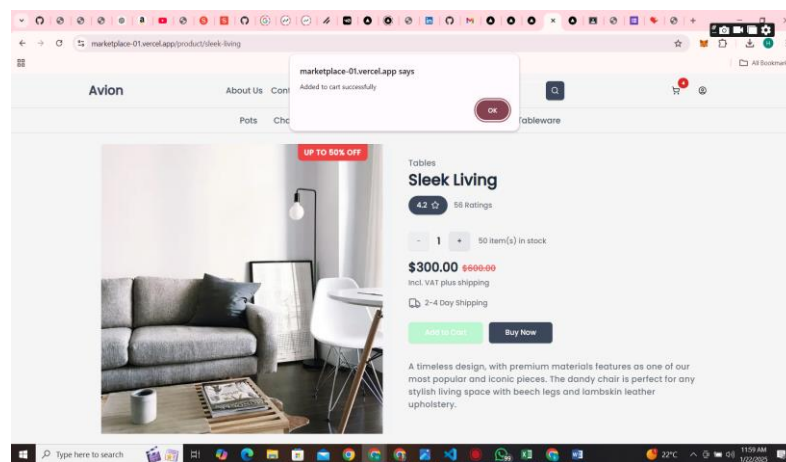 marketplace-01.vercel.app/product/sleek-living
All Bookmar
marketplace-01.vercel.app says
Added to cart successfully
OK
Avion
About Us
4
Pots
Tableware
UP TO 50% OFF
Tables
Sleek Living
4.2
56 Ratings
- 1 +
50 item(s) in stock
$300.00 $600.00
Incl. VAT plus shipping
2-4 Day Shipping
Add to Cart
Buy Now
A timeless design, with premium materials features as one of our
most popular and iconic pieces. The dandy chair is perfect for any
stylish living space with beech legs and lambskin leather
upholstery.
Type here to search
22°C
11:59 AM
1/22/2025